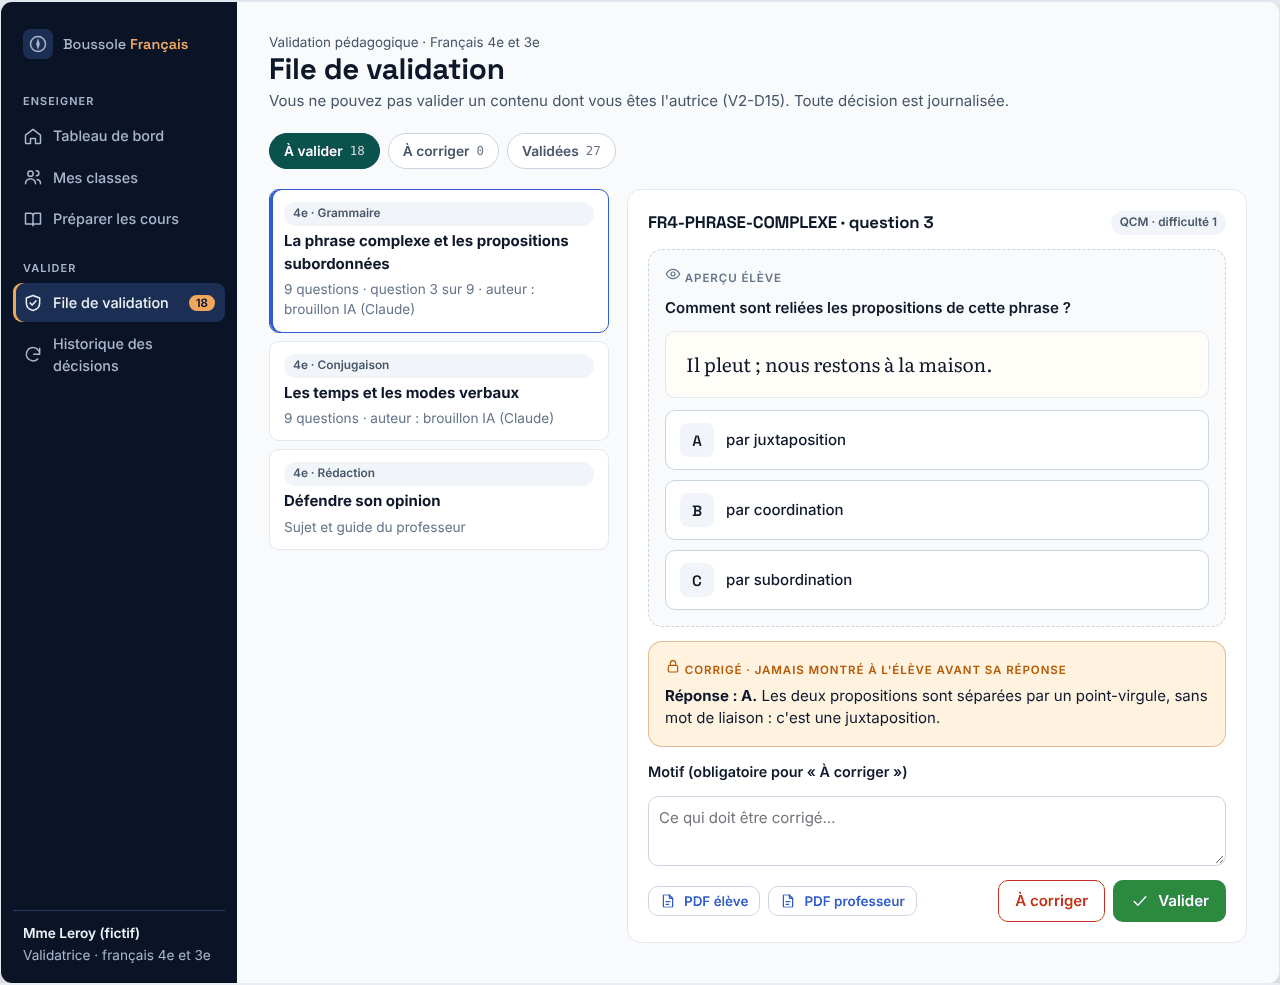 Boussole Français
ENSEIGNER
Tableau de bord
Mes classes
Préparer les cours
VALIDER
File de validation 18
Historique des
décisions
Mme Leroy (fictif)
Validatrice · français 4e et 3e
Validation pédagogique · Français 4e et 3e
File de validation
Vous ne pouvez pas valider un contenu dont vous êtes l'autrice (V2-D15). Toute décision est journalisée.
À valider 18
À corriger 0
Validées 27
4e · Grammaire
La phrase complexe et les propositions
subordonnées
9 questions · question 3 sur 9 · auteur :
brouillon IA (Claude)
4e · Conjugaison
Les temps et les modes verbaux
9 questions · auteur : brouillon IA (Claude)
4e · Rédaction
Défendre son opinion
Sujet et guide du professeur
FR4-PHRASE-COMPLEXE · question 3
QCM · difficulté 1
APERÇU ÉLÈVE
Comment sont reliées les propositions de cette phrase ?
Il pleut ; nous restons à la maison.
A par juxtaposition
B par coordination
C par subordination
CORRIGÉ · JAMAIS MONTRÉ À L'ÉLÈVE AVANT SA RÉPONSE
Réponse : A. Les deux propositions sont séparées par un point-virgule, sans
mot de liaison : c'est une juxtaposition.
Motif (obligatoire pour « À corriger »)
Ce qui doit être corrigé…
PDF élève
PDF professeur
À corriger
Valider